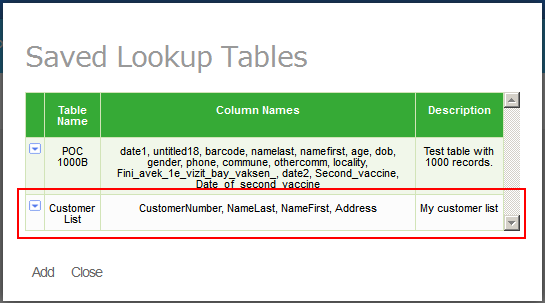 Saved Lookup Tables
Table Name Column Names Description
POC 1000B
date1, untitled18, barcode, namelast, namefirst, age, dob,
gender, phone, commune, othercomm, locality,
Fini_avek_1e_vizit_bay_vaksen_, date2, Second_vaccine,
Date_of_second_vaccine
Test table with
1000 records.
Customer List
CustomerNumber, NameLast, NameFirst, Address
My customer list
Add Close